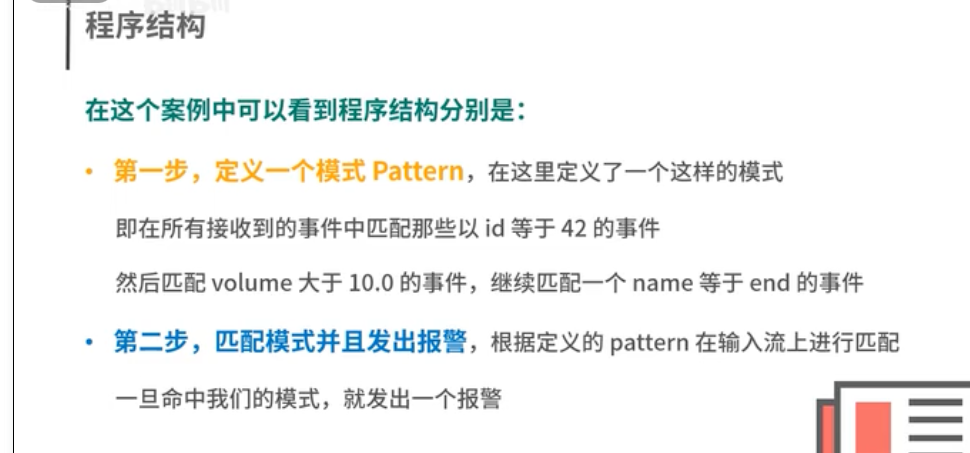 程序结构
在这个案例中可以看到程序结构分别是：
• 第一步，定义一个模式 Pattern，在这里定义了一个这样的模式
即在所有接收到的事件中匹配那些以 id 等于 42 的事件
然后匹配 volume 大于 10.0 的事件，继续匹配一个 name 等于 end 的事件
• 第二步，匹配模式并且发出报警，根据定义的 pattern 在输入流上进行匹配
一旦命中我们的模式，就发出一个报警